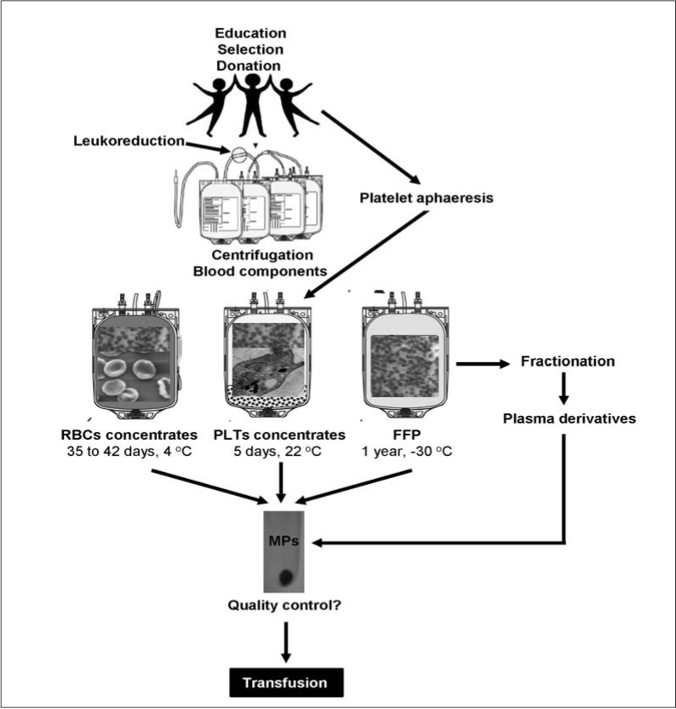 Education
Selection
Donation
Leukoreduction
Platelet aphaeresis
Centrifugation
Blood components
RBCs concentrates
35 to 42 days, 4 °C
PLTs concentrates
5 days, 22 °C
FFP
1 year, -30 °C
Fractionation
Plasma derivatives
MPs
Quality control?
Transfusion